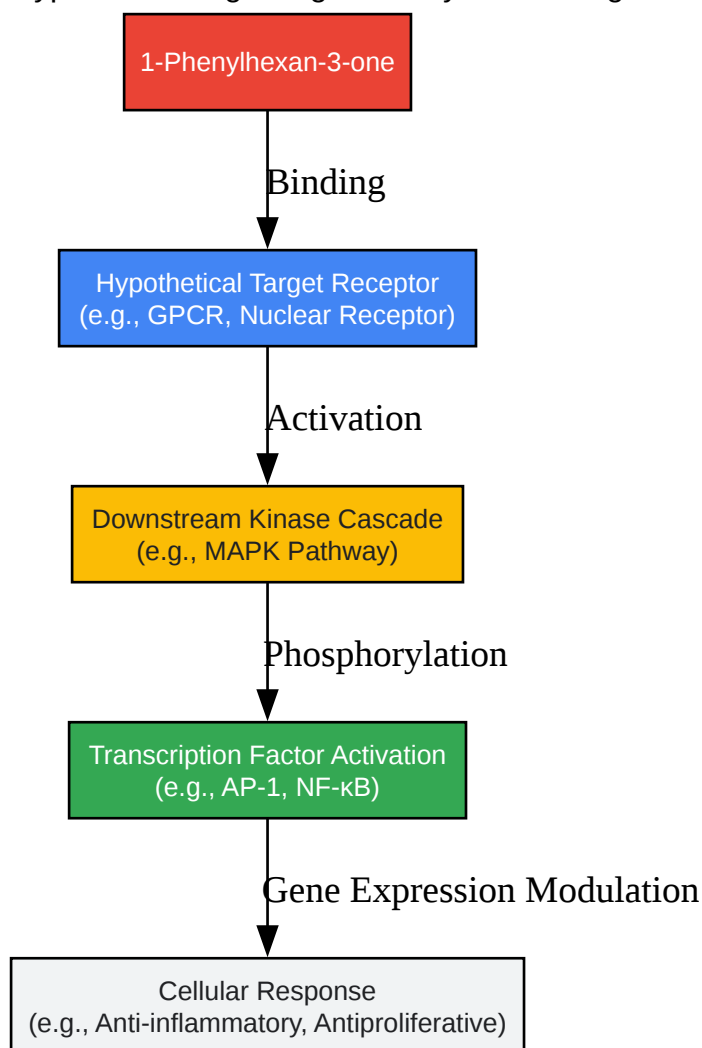 1-Phenylhexan-3-one
Binding
Hypothetical Target Receptor
(e.g., GPCR, Nuclear Receptor)
Activation
Downstream Kinase Cascade
(e.g., MAPK Pathway)
Phosphorylation
Transcription Factor Activation
(e.g., AP-1, NF-κB)
Gene Expression Modulation
Cellular Response
(e.g., Anti-inflammatory, Antiproliferative)